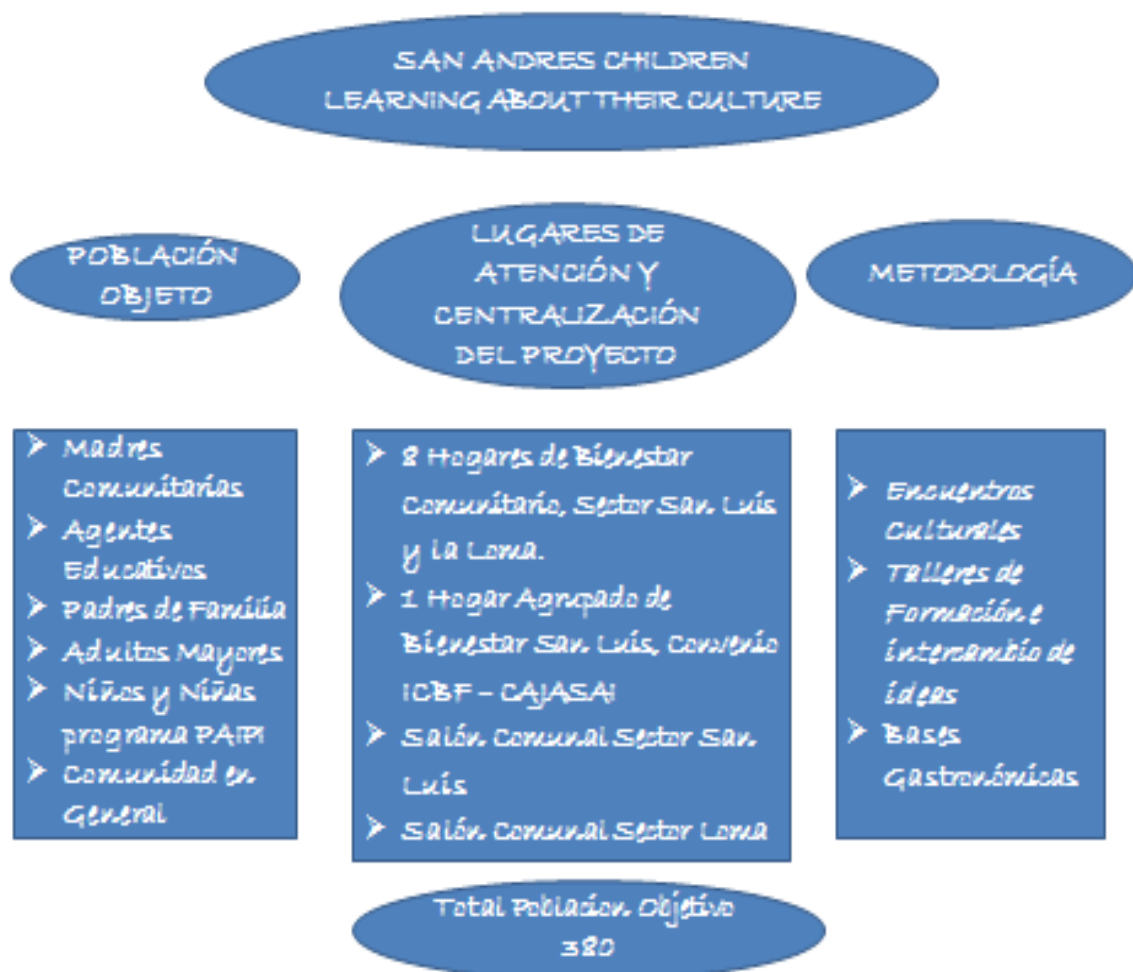 SAN ANDRES CHILDREN
LEARNING ABOUT THEIR CULTURE
POBLACIÓN
OBJETO
LUGARES DE
ATENCIÓN Y
CENTRALIZACIÓN
DEL PROYECTO
METODOLOGÍA
➤ Madres
Comunitarias
➤ Agentes
Educativos
➤ Padres de Familia
➤ Adultos Mayores
➤ Niños y Niñas
programa PAIPI
➤ Comunidad en
General
➤ 8 Hogares de Bienestar
Comunitario, Sector San Luís
y la Loma.
➤ 1 Hogar Agrupado de
Bienestar San Luís, Convenio
ICBF – CAJASAI
➤ Salón Comunal Sector San
Luís
➤ Salón Comunal Sector Loma
➤ Encuentros
Culturales
➤ Talleres de
Formación e
intercambio de
ideas
➤ Bases
Gastronómicas
Total Poblacion Objetivo
380